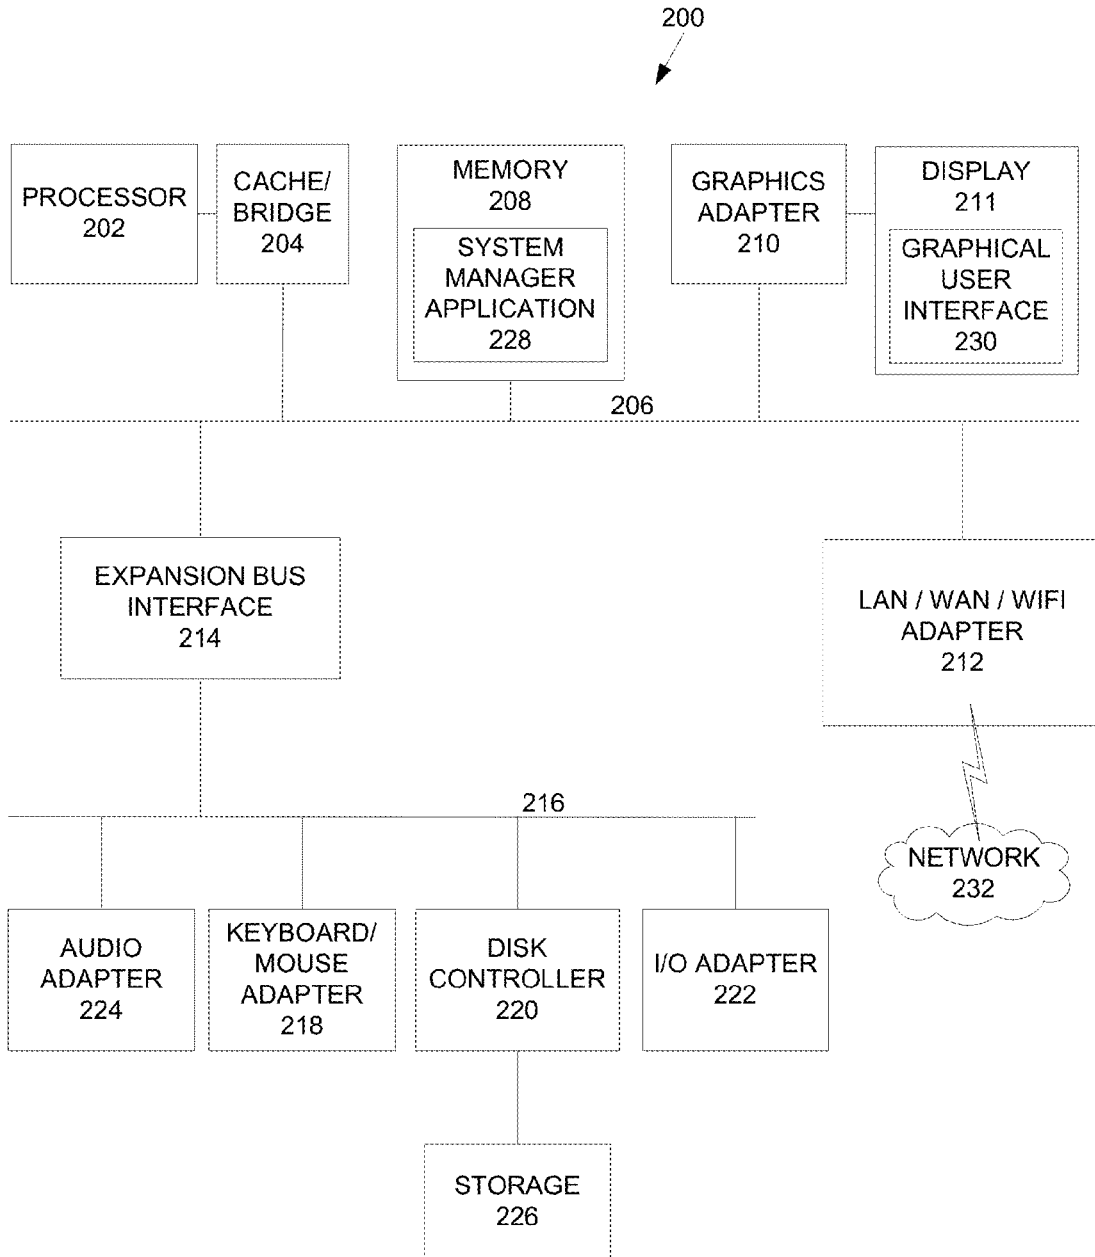 200
PROCESSOR
202
CACHE/
BRIDGE
204
MEMORY
208
SYSTEM
MANAGER
APPLICATION
228
GRAPHICS
ADAPTER
210
DISPLAY
211
GRAPHICAL
USER
INTERFACE
230
206
EXPANSION BUS
INTERFACE
214
LAN / WAN / WIFI
ADAPTER
212
216
NETWORK
232
AUDIO
ADAPTER
224
KEYBOARD/
MOUSE
ADAPTER
218
DISK
CONTROLLER
220
I/O ADAPTER
222
STORAGE
226